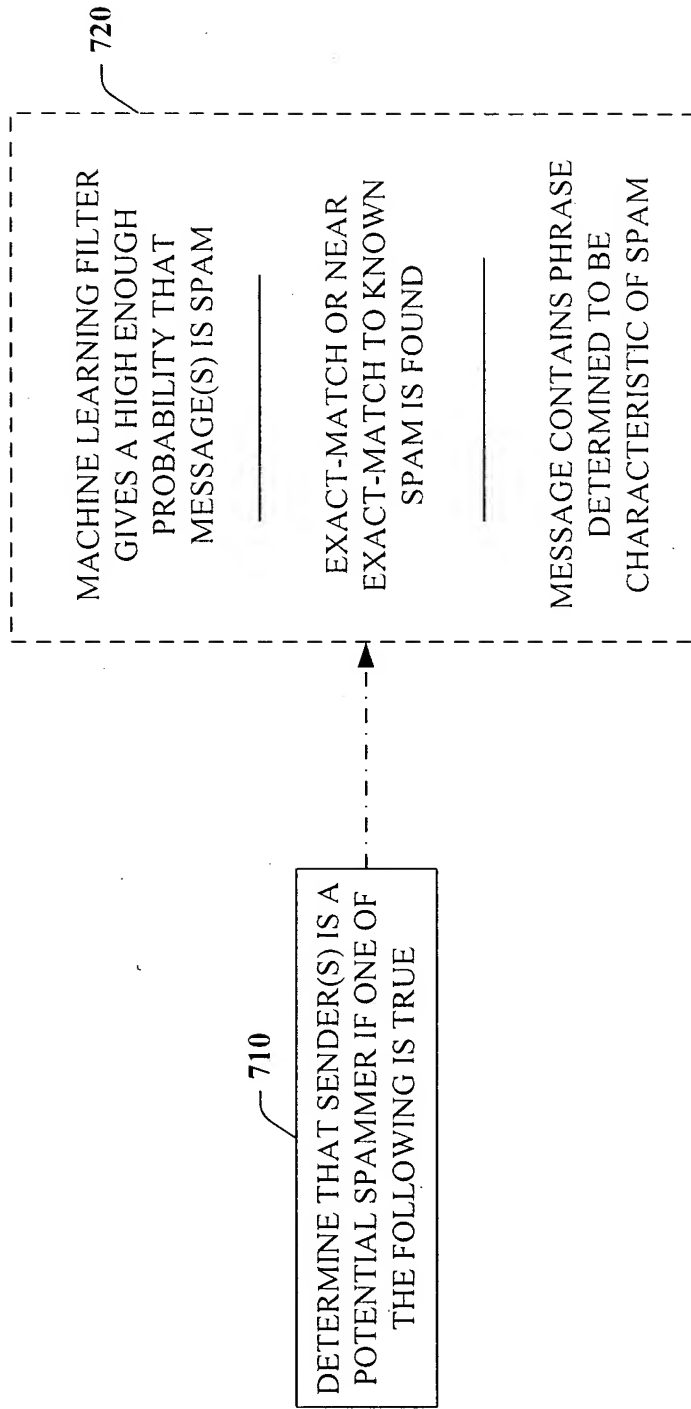 710
DETERMINE THAT SENDER(S) IS A
POTENTIAL SPAMMER IF ONE OF
THE FOLLOWING IS TRUE
720
MACHINE LEARNING FILTER
GIVES A HIGH ENOUGH
PROBABILITY THAT
MESSAGE(S) IS SPAM
EXACT-MATCH OR NEAR
EXACT-MATCH TO KNOWN
SPAM IS FOUND
MESSAGE CONTAINS PHRASE
DETERMINED TO BE
CHARACTERISTIC OF SPAM